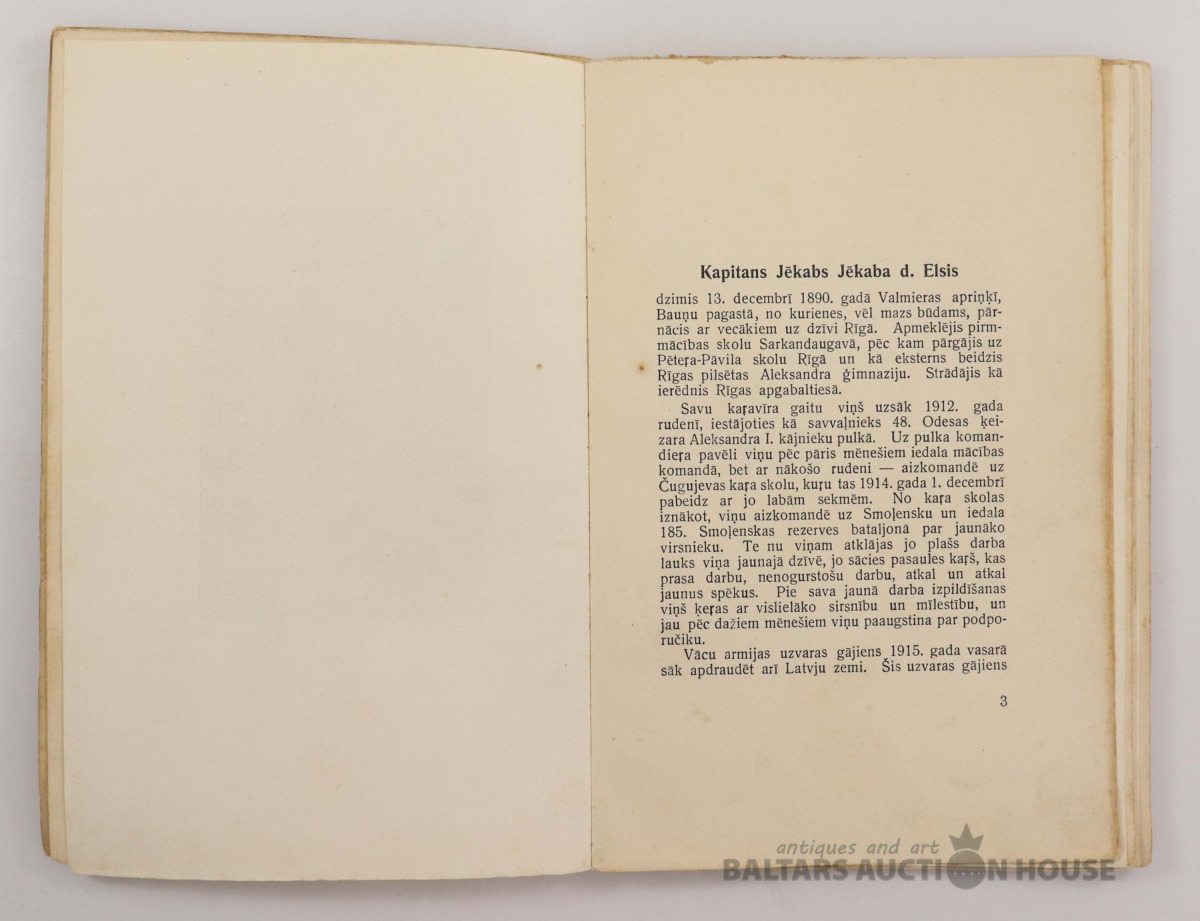 Kapitans Jēkabs Jēkaba d. Elsis
dzimis 13. decembrī 1890. gadā Valmieras apriņķī,
Bauņu pagastā, no kurienes, vēl mazs būdams, pār-
nācis ar vecākiem uz dzīvi Rīgā. Apmeklējis pirm-
mācības skolu Sarkandaugavā, pēc kam pārgājis uz
Pēteŗa-Pāvila skolu Rīgā un kā eksterns beidzis
Rīgas pilsētas Aleksandra ģimnaziju. Strādājis kā
ierēdnis Rīgas apgabaltiesā.
Savu kaŗavīra gaitu viņš uzsāk 1912. gada
rudenī, iestājoties kā savvaļnieks 48. Odesas ķei-
zara Aleksandra I. kājnieku pulkā. Uz pulka koman-
dieŗa pavēli viņu pēc pāris mēnešiem iedala mācības
komandā, bet ar nākošo rudeni — aizkomandē uz
Čugujevas kaŗa skolu, kuŗu tas 1914. gada 1. decembrī
pabeidz ar jo labām sekmēm. No kaŗa skolas
iznākot, viņu aizkomandē uz Smoļensku un iedala
185. Smoļenskas rezerves bataljonā par jaunāko
virsnieku. Te nu viņam atklājas jo plašs darba
lauks viņa jaunajā dzīvē, jo sācies pasaules kaŗš, kas
prasa darbu, nenogurstošu darbu, atkal un atkal
jaunus spēkus. Pie sava jaunā darba izpildīšanas
viņš ķeŗas ar vislielāko sirsnību un mīlestību, un
jau pēc dažiem mēnešiem viņu paaugstina par podpo-
ručiku.
Vācu armijas uzvaras gājiens 1915. gada vasarā
sāk apdraudēt arī Latvju zemi. Šis uzvaras gājiens
3
antiques and art
BALTARS AUCTION HOUSE